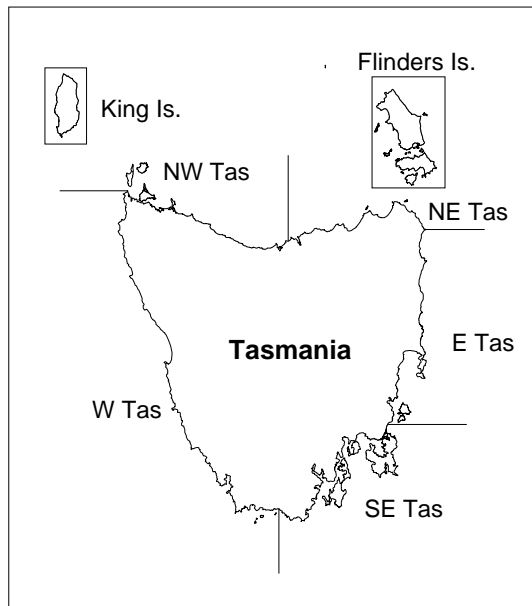 Flinders Is.
King Is.
NW Tas
NE Tas
Tasmania
E Tas
W Tas
SE Tas